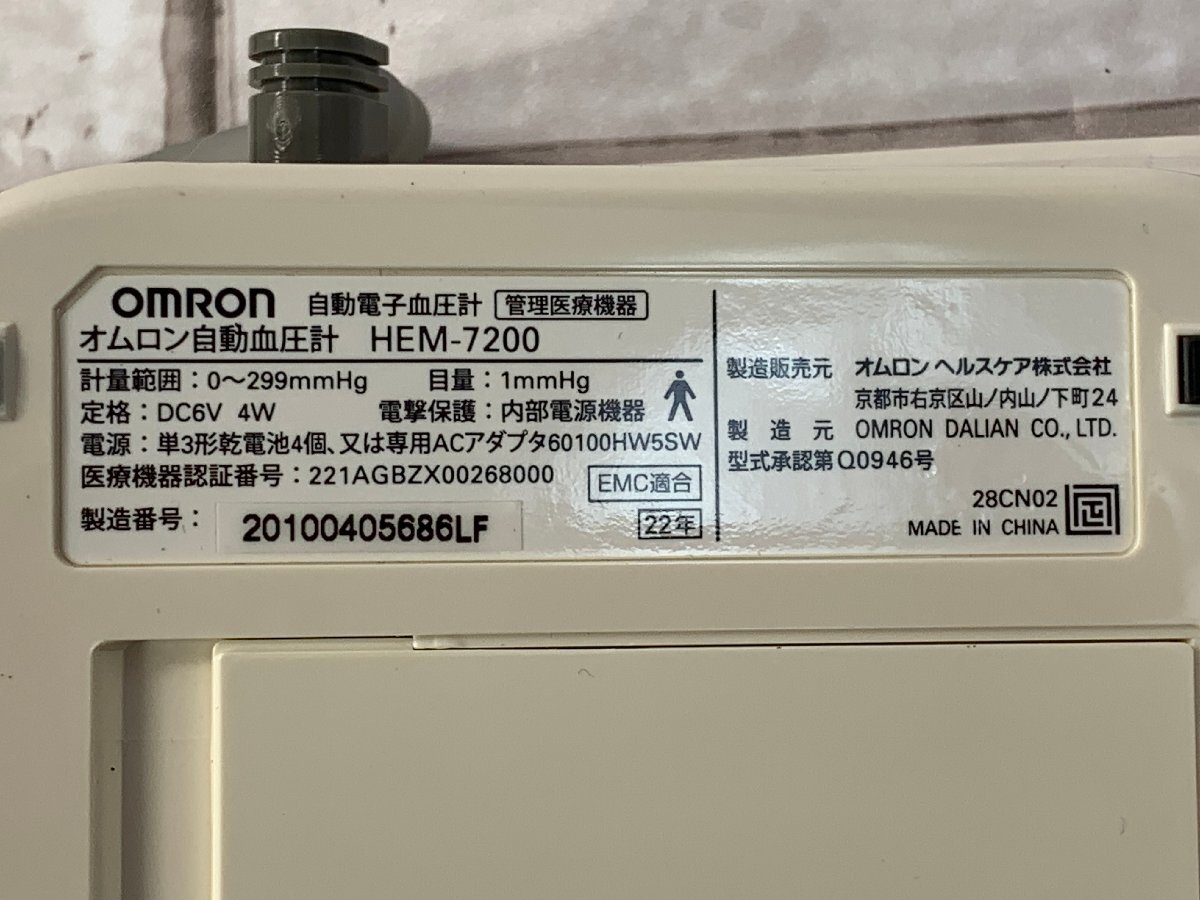 OMRON 自動電子血圧計 管理医療機器
オムロン自動血圧計 HEM-7200
計量範囲：0～299mmHg 目量：1mmHg
定格：DC6V 4W 電撃保護：内部電源機器
電源：単3形乾電池4個、又は専用ACアダプタ60100HW5SW
医療機器認証番号：221AGBZX00268000 EMC適合
製造番号： 20100405686LF 22年
製造販売元 オムロン ヘルスケア株式会社
京都市右京区山ノ内山ノ下町24
製造元 OMRON DALIAN CO., LTD.
型式承認第Q0946号
28CN02
MADE IN CHINA